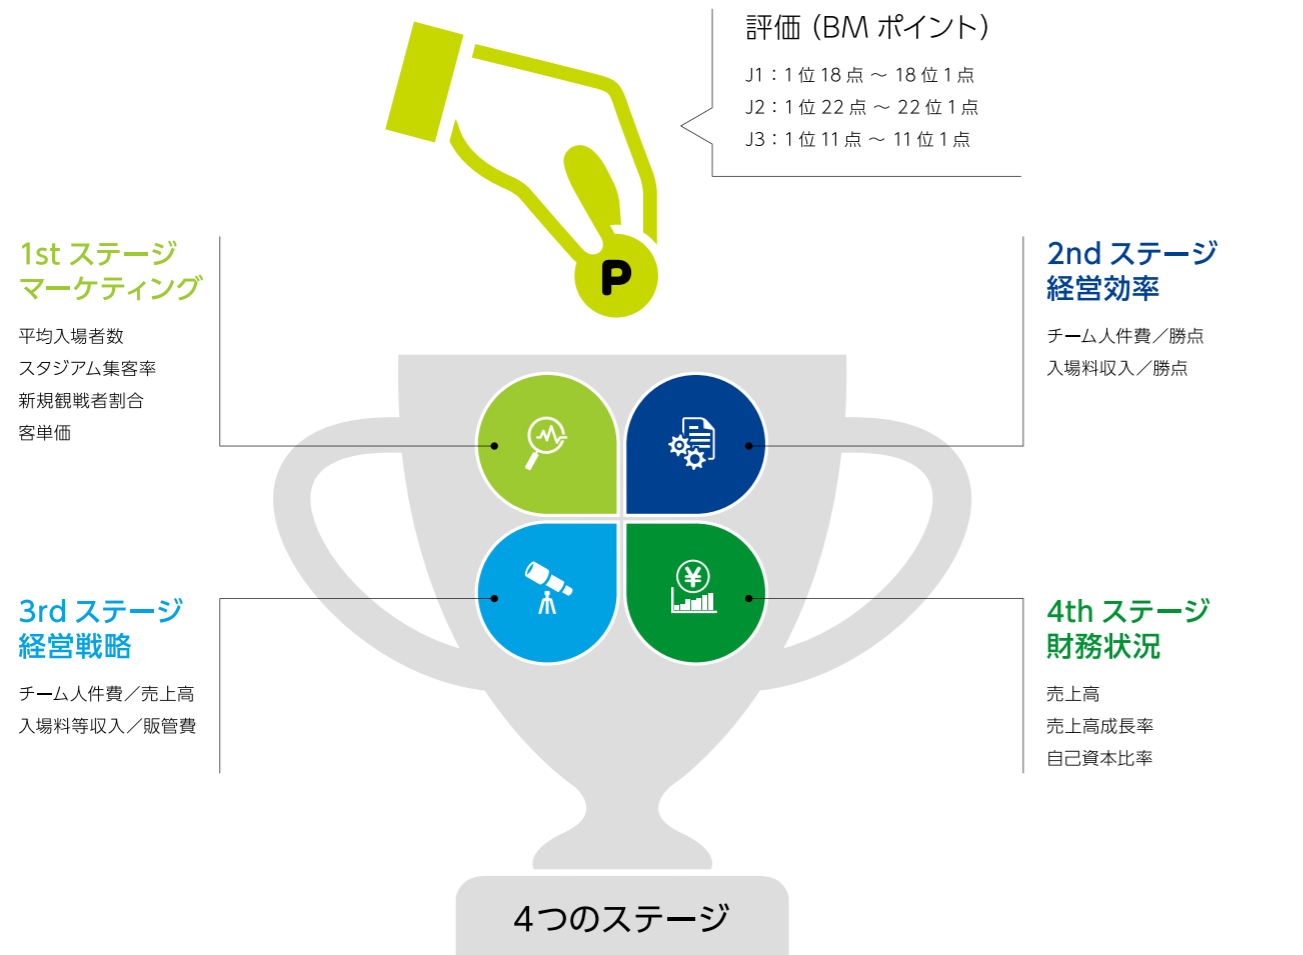 評価（BM ポイント）
J1：1 位 18 点 ～ 18 位 1 点
J2：1 位 22 点 ～ 22 位 1 点
J3：1 位 11 点 ～ 11 位 1 点
P
1st ステージ
マーケティング
平均入場者数
スタジアム集客率
新規観戦者割合
客単価
2nd ステージ
経営効率
チーム人件費／勝点
入場料収入／勝点
¥
3rd ステージ
経営戦略
チーム人件費／売上高
入場料等収入／販管費
4th ステージ
財務状況
売上高
売上高成長率
自己資本比率
4つのステージ